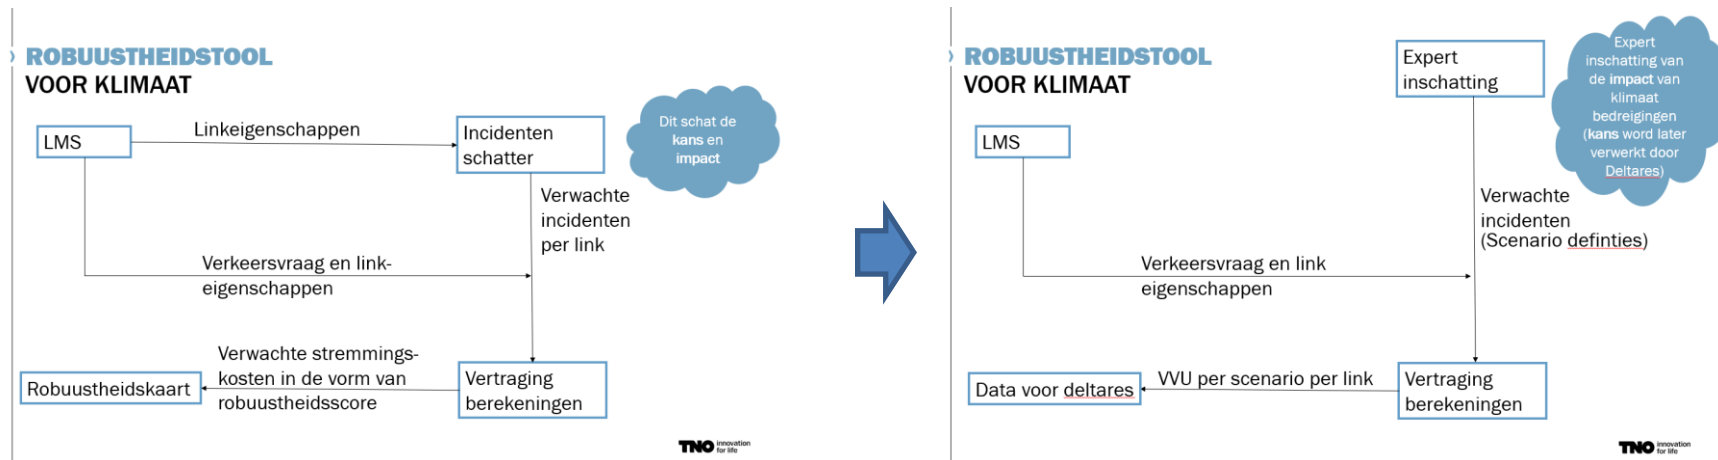 ROBUUSTHEIDSTOOL
VOOR KLIMAAT
LMS
Linkeigenschappen
Incidenten
schatter
Dit schat de
kans en
impact
Verwachte
incidenten
per link
Verkeersvraag en link-
eigenschappen
Verwachte stremmings-
kosten in de vorm van
robuustheidsscore
Robuustheidskaart
Vertraging
berekeningen
TNO innovation
for life
ROBUUSTHEIDSTOOL
VOOR KLIMAAT
Expert
inschatting
Expert
inschatting van
de impact van
klimaat
bedreigingen
(kans word later
verwerkt door
Deltares)
LMS
Verwachte
incidenten
(Scenario definties)
Verkeersvraag en link
eigenschappen
Data voor deltares
VVU per scenario per link
Vertraging
berekeningen
TNO innovation
for life